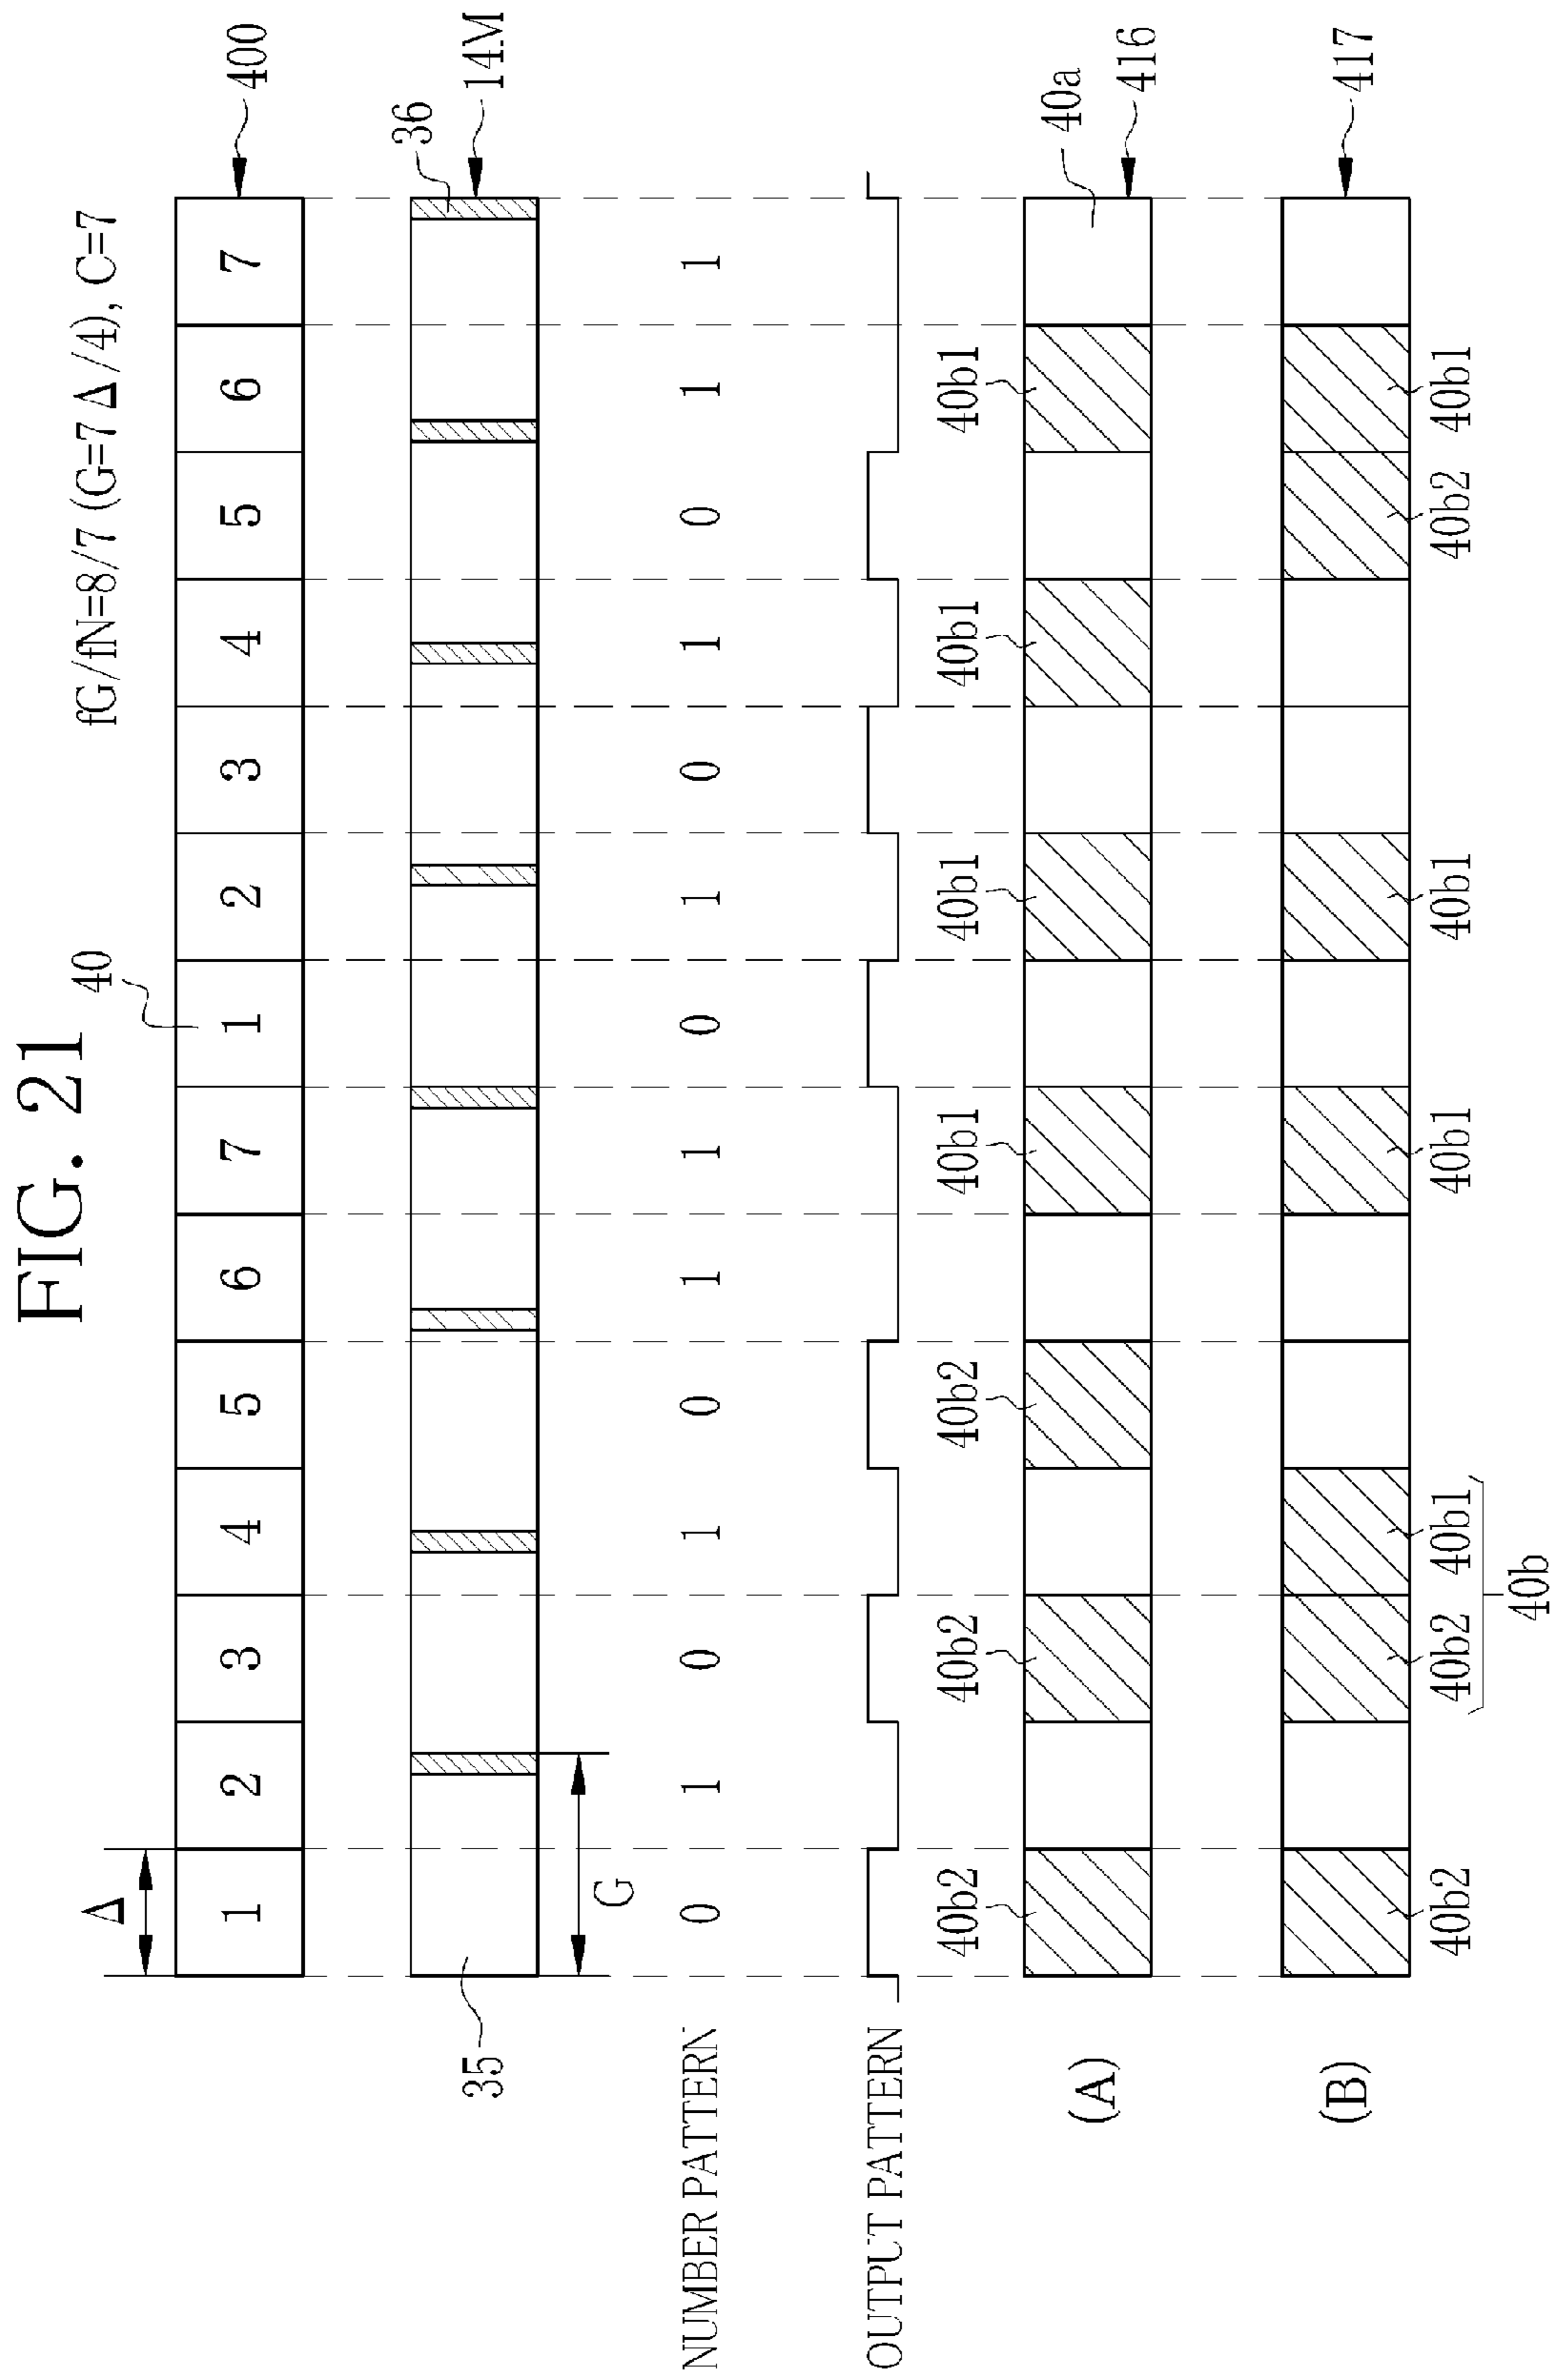 FIG. 21
fG/fN=8/7 (G=7Δ/4), C=7
Δ
40
1 2 3 4 5 6 7 1 2 3 4 5 6 7
400
35
36
14M
G
NUMBER PATTERN
0 1 0 1 0 1 1 0 1 0 1 0 1 1
OUTPUT PATTERN
40b2 40b2 40b2 40b1 40b1 40b1 40b1
40a
(A)
416
(B)
417
40b2 40b2 40b1 40b1 40b1 40b2 40b1
40b